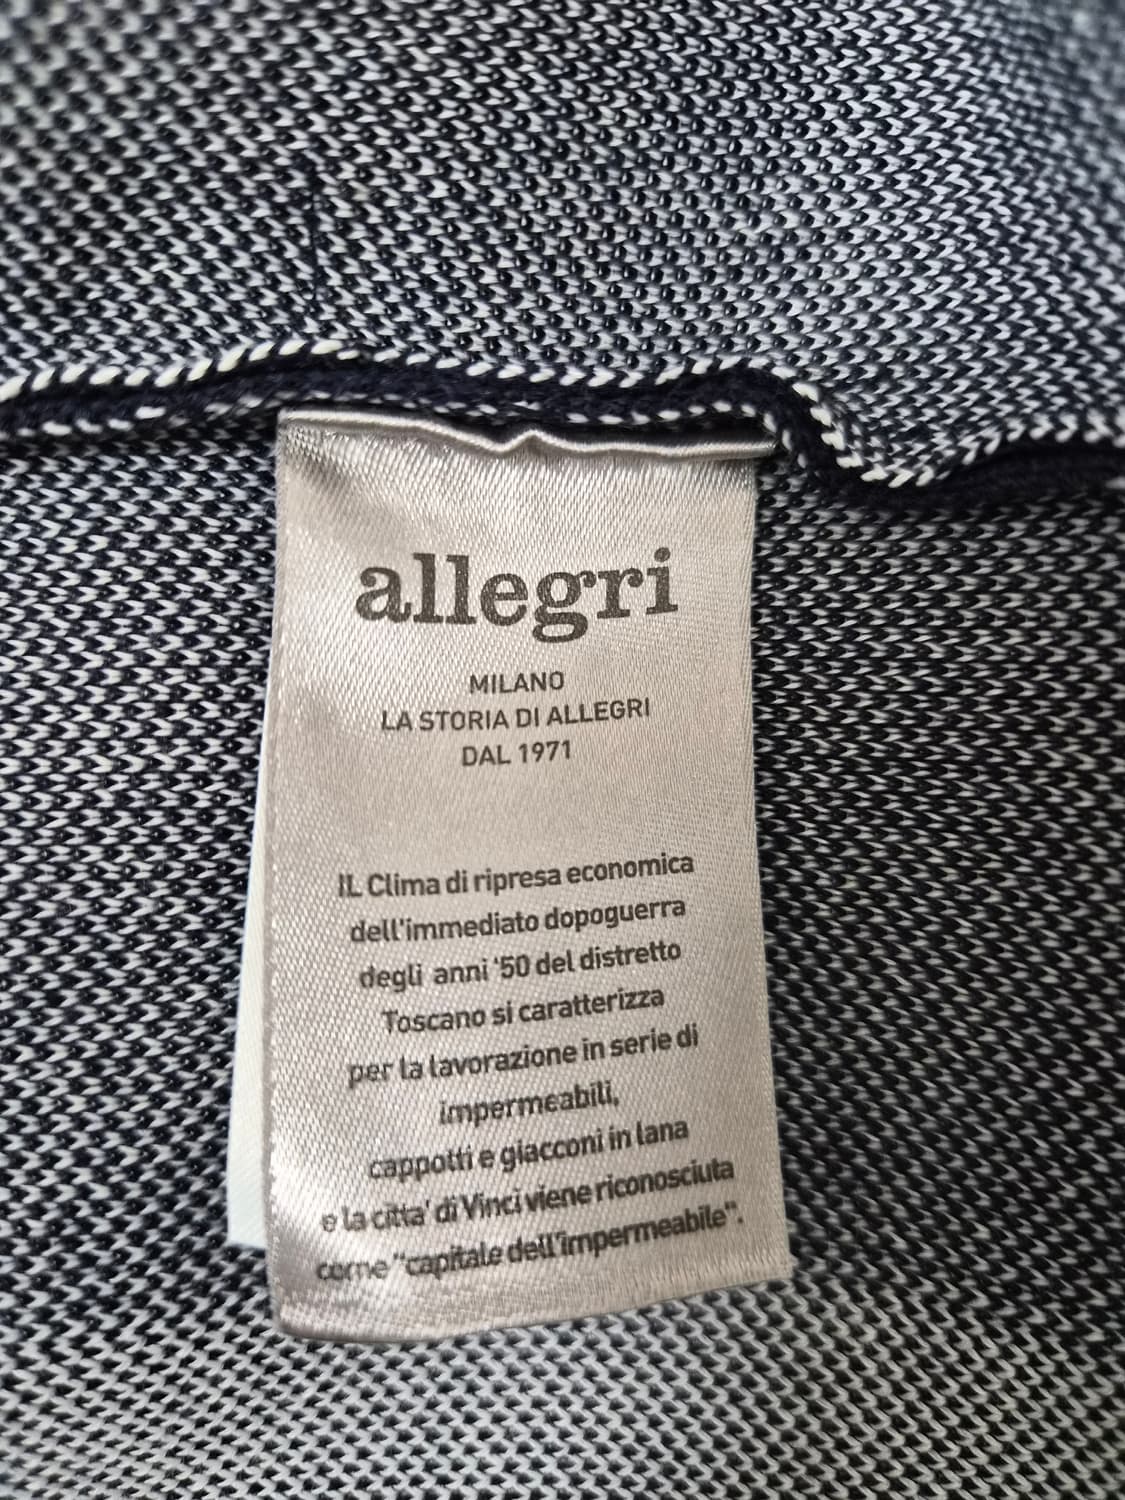 allegri
MILANO
LA STORIA DI ALLEGRI
DAL 1971
IL Clima di ripresa economica
dell'immediato dopoguerra
degli anni '50 del distretto
Toscano si caratterizza
per la lavorazione in serie di
impermeabili,
cappotti e giacconi in lana
e la citta' di Vinci viene riconosciuta
come "capitale dell'impermeabile".